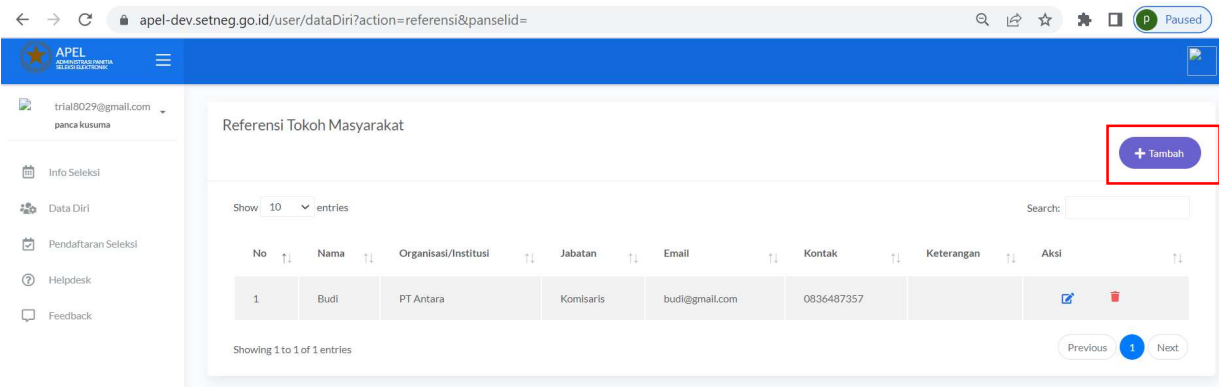 apel-dev.setneg.go.id/user/dataDiri?action=referensi&panselid=
P Paused
APEL
ADMINISTRASI PANITIA
SELEKSI ELEKTRONIK
trial8029@gmail.com
panca kusuma
Referensi Tokoh Masyarakat
+ Tambah
Info Seleksi
Data Diri
Pendaftaran Seleksi
Helpdesk
Feedback
Show 10 entries
Search:
No Nama Organisasi/Institusi Jabatan Email Kontak Keterangan Aksi
1 Budi PT Antara Komisaris budi@gmail.com 0836487357
Showing 1 to 1 of 1 entries
Previous 1 Next